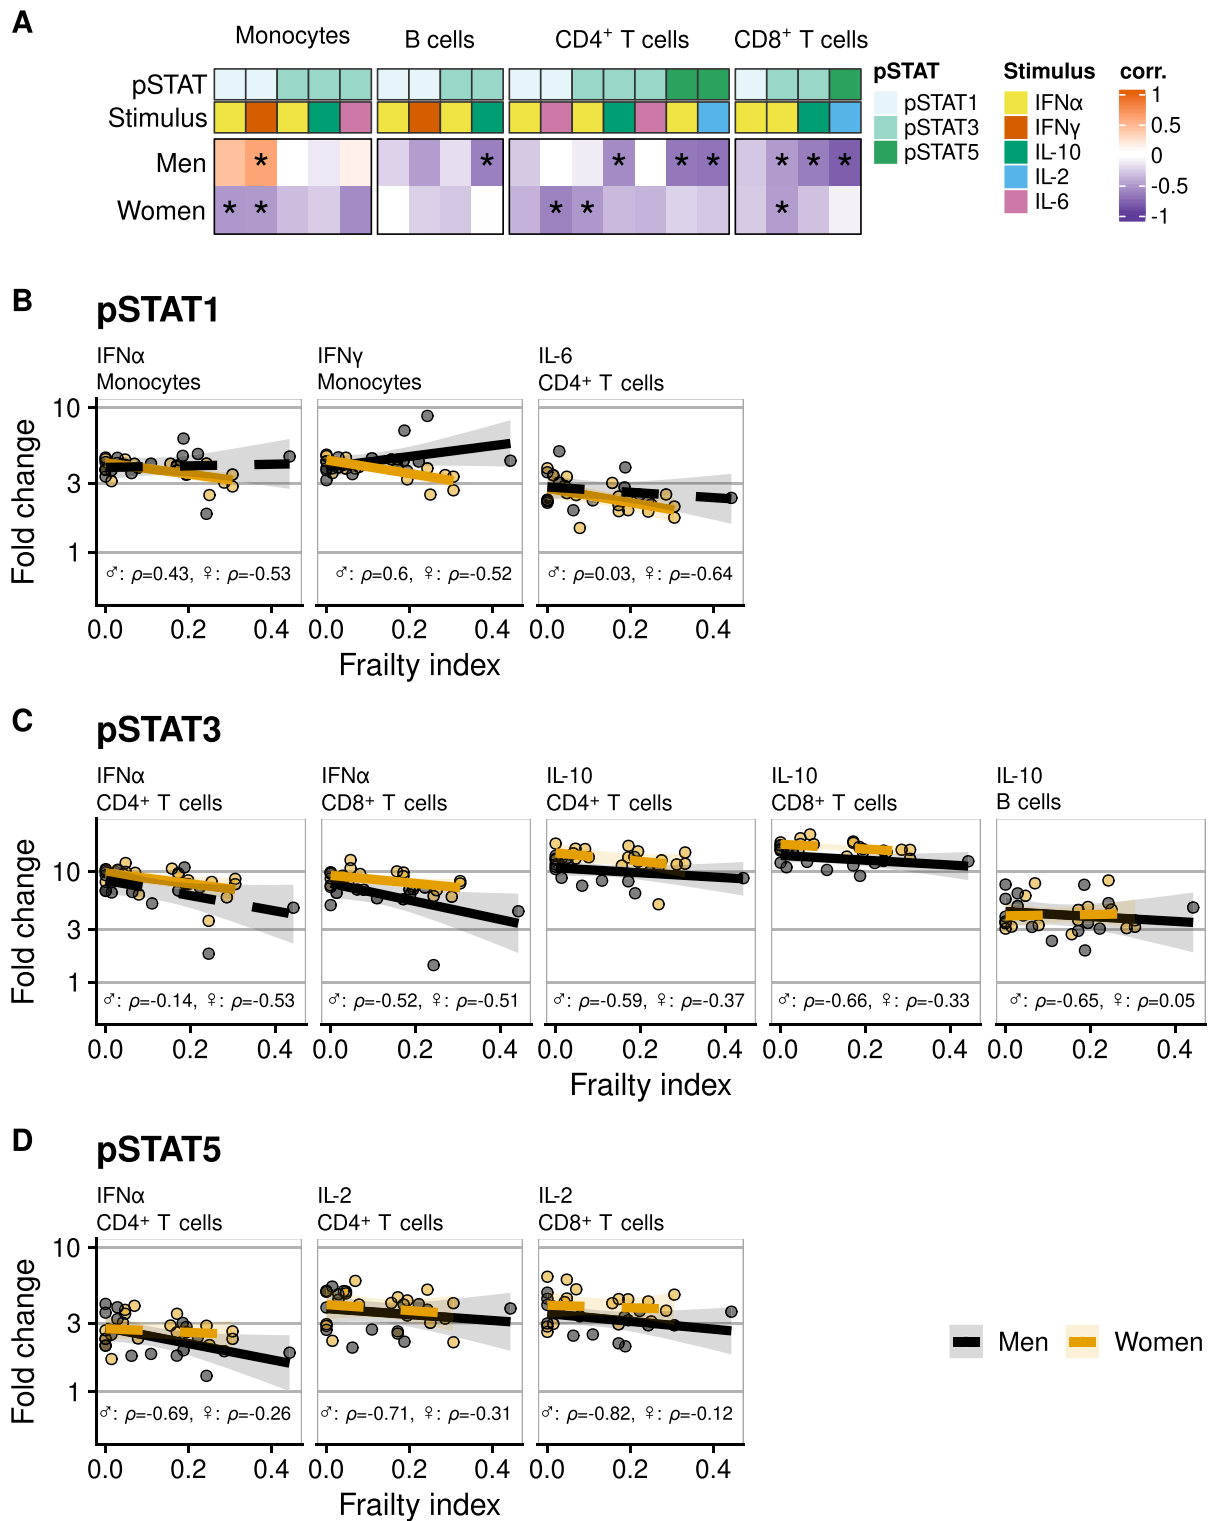 A
Monocytes B cells CD4⁺ T cells CD8⁺ T cells
pSTAT
Stimulus
Men * * * * * * * *
Women * * * * *
pSTAT
pSTAT1
pSTAT3
pSTAT5
Stimulus
IFNα
IFNγ
IL-10
IL-2
IL-6
corr.
1
0.5
0
-0.5
-1
B
pSTAT1
IFNα
Monocytes
IFNγ
Monocytes
IL-6
CD4⁺ T cells
Fold change
10
3
1
♂: ρ=0.43, ♀: ρ=-0.53
♂: ρ=0.6, ♀: ρ=-0.52
♂: ρ=0.03, ♀: ρ=-0.64
0.0 0.2 0.4 0.0 0.2 0.4 0.0 0.2 0.4
Frailty index
C
pSTAT3
IFNα
CD4⁺ T cells
IFNα
CD8⁺ T cells
IL-10
CD4⁺ T cells
IL-10
CD8⁺ T cells
IL-10
B cells
Fold change
10
3
1
♂: ρ=-0.14, ♀: ρ=-0.53
♂: ρ=-0.52, ♀: ρ=-0.51
♂: ρ=-0.59, ♀: ρ=-0.37
♂: ρ=-0.66, ♀: ρ=-0.33
♂: ρ=-0.65, ♀: ρ=0.05
0.0 0.2 0.4 0.0 0.2 0.4 0.0 0.2 0.4 0.0 0.2 0.4 0.0 0.2 0.4
Frailty index
D
pSTAT5
IFNα
CD4⁺ T cells
IL-2
CD4⁺ T cells
IL-2
CD8⁺ T cells
Fold change
10
3
1
♂: ρ=-0.69, ♀: ρ=-0.26
♂: ρ=-0.71, ♀: ρ=-0.31
♂: ρ=-0.82, ♀: ρ=-0.12
0.0 0.2 0.4 0.0 0.2 0.4 0.0 0.2 0.4
Frailty index
Men Women